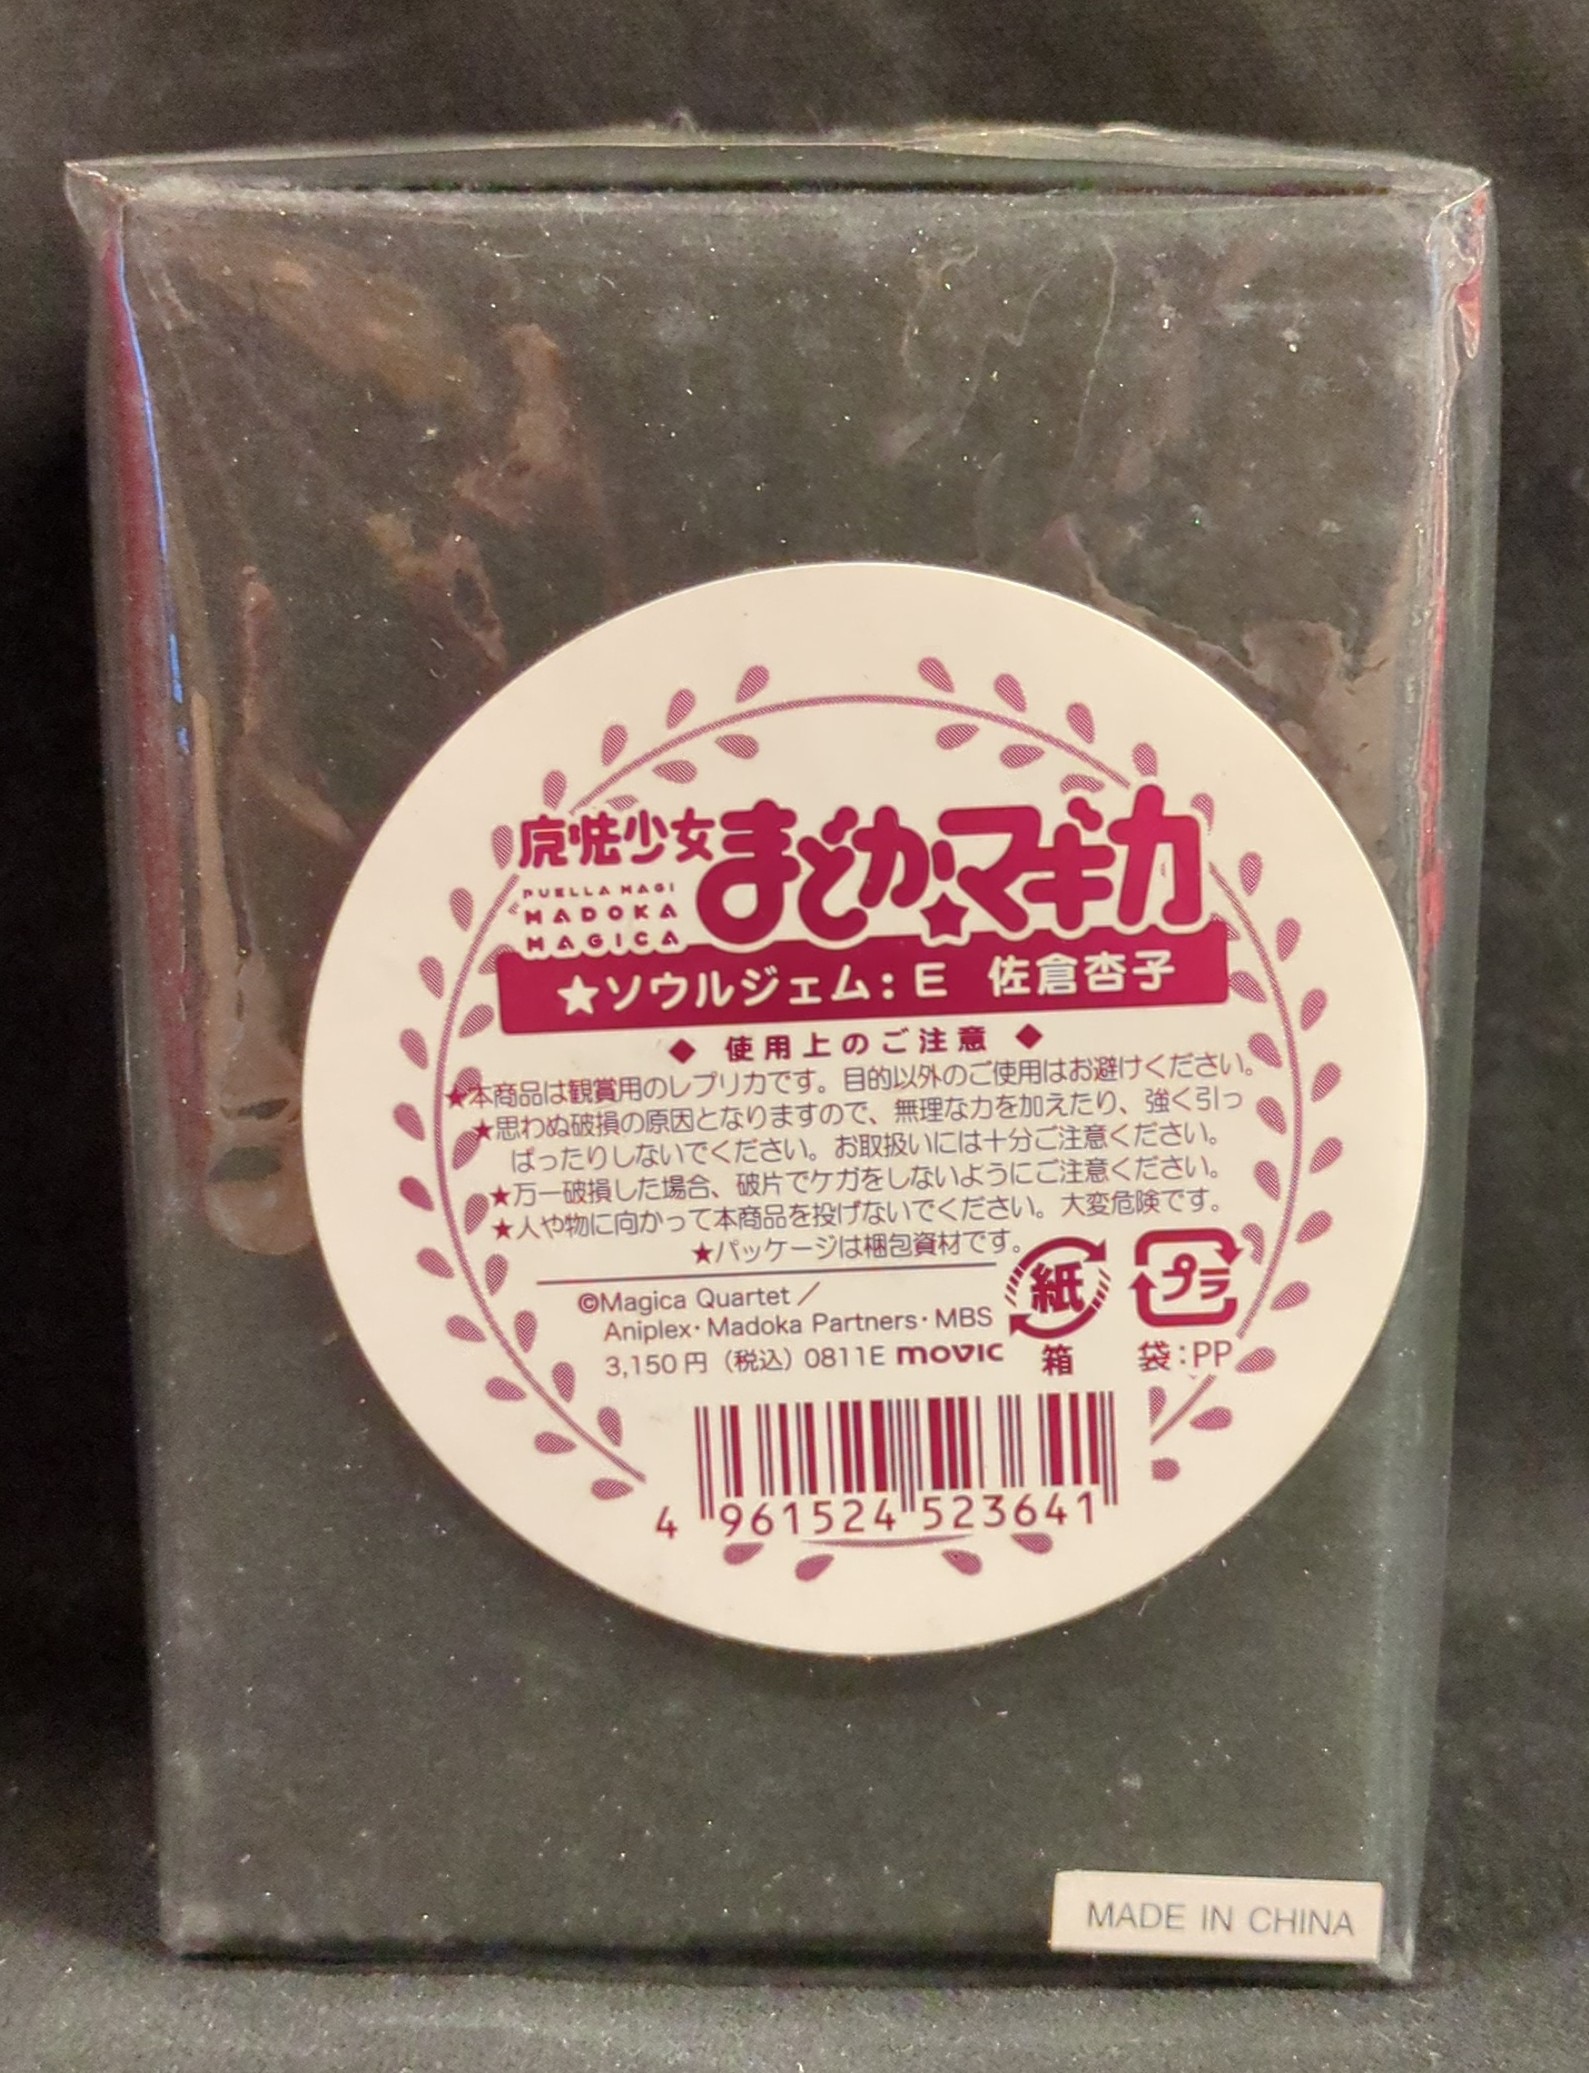 魔法少女まどか★マギカ
PUELLA MAGI
MADOKA
MAGICA
★ソウルジェム:E 佐倉杏子
◆ 使用上のご注意 ◆
★本商品は観賞用のレプリカです。目的以外のご使用はお避けください。
★思わぬ破損の原因となりますので、無理な力を加えたり、強く引っ
ぱったりしないでください。お取扱いには十分ご注意ください。
★万一破損した場合、破片でケガをしないようにご注意ください。
★人や物に向かって本商品を投げないでください。大変危険です。
★パッケージは梱包資材です。
©Magica Quartet／
Aniplex・Madoka Partners・MBS
3,150円（税込）0811E movic
紙
箱
プラ
袋:PP
4 961524 523641
MADE IN CHINA